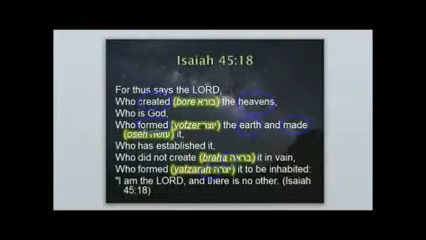 Isaiah 45:18
For thus says the LORD,
Who created (bore בורא) the heavens,
Who is God,
Who formed (yotzer יוצר) the earth and made
(oseh עושה) it,
Who has established it,
Who did not create (braha בראה) it in vain,
Who formed (yatzarah יצרה) it to be inhabited:
"I am the LORD, and there is no other. (Isaiah
45:18)